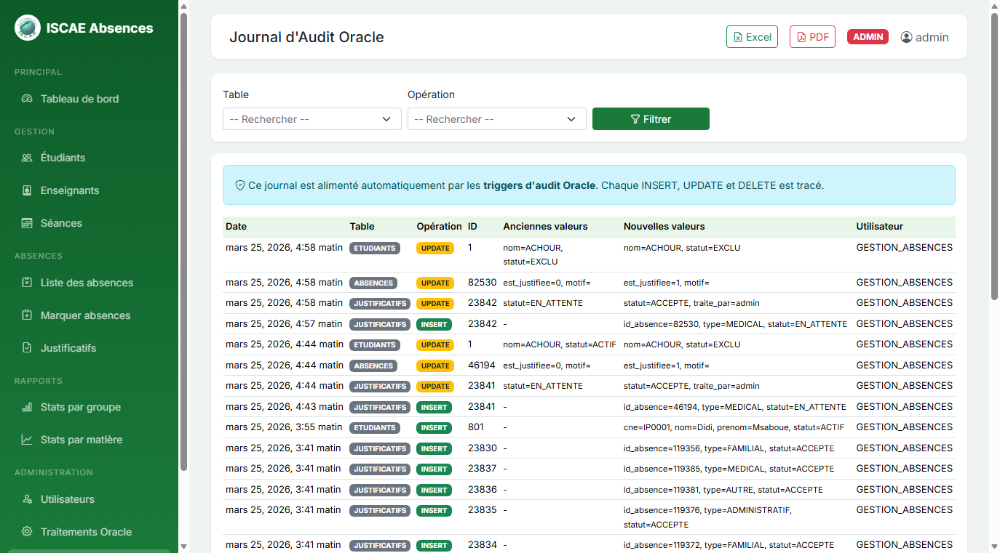 ISCAE Absences
PRINCIPAL
Tableau de bord
GESTION
Étudiants
Enseignants
Séances
ABSENCES
Liste des absences
Marquer absences
Justificatifs
RAPPORTS
Stats par groupe
Stats par matière
ADMINISTRATION
Utilisateurs
Traitements Oracle
Journal d'Audit Oracle
Excel
PDF
ADMIN
admin
Table
Opération
-- Rechercher --
-- Rechercher --
Filtrer
Ce journal est alimenté automatiquement par les triggers d'audit Oracle. Chaque INSERT, UPDATE et DELETE est tracé.
Date Table Opération ID Anciennes valeurs Nouvelles valeurs Utilisateur
mars 25, 2026, 4:58 matin ETUDIANTS UPDATE 1 nom=ACHOUR, nom=ACHOUR, statut=EXCLU GESTION_ABSENCES
statut=EXCLU
mars 25, 2026, 4:58 matin ABSENCES UPDATE 82530 est_justifiee=0, motif= est_justifiee=1, motif= GESTION_ABSENCES
mars 25, 2026, 4:58 matin JUSTIFICATIFS UPDATE 23842 statut=EN_ATTENTE statut=ACCEPTE, traite_par=admin GESTION_ABSENCES
mars 25, 2026, 4:57 matin JUSTIFICATIFS INSERT 23842 - id_absence=82530, type=MEDICAL, statut=EN_ATTENTE GESTION_ABSENCES
mars 25, 2026, 4:44 matin ETUDIANTS UPDATE 1 nom=ACHOUR, statut=ACTIF nom=ACHOUR, statut=EXCLU GESTION_ABSENCES
mars 25, 2026, 4:44 matin ABSENCES UPDATE 46194 est_justifiee=0, motif= est_justifiee=1, motif= GESTION_ABSENCES
mars 25, 2026, 4:44 matin JUSTIFICATIFS UPDATE 23841 statut=EN_ATTENTE statut=ACCEPTE, traite_par=admin GESTION_ABSENCES
mars 25, 2026, 4:43 matin JUSTIFICATIFS INSERT 23841 - id_absence=46194, type=MEDICAL, statut=EN_ATTENTE GESTION_ABSENCES
mars 25, 2026, 3:55 matin ETUDIANTS INSERT 801 - cne=IP0001, nom=Didi, prenom=Msaboue, statut=ACTIF GESTION_ABSENCES
mars 25, 2026, 3:41 matin JUSTIFICATIFS INSERT 23830 - id_absence=119356, type=FAMILIAL, statut=ACCEPTE GESTION_ABSENCES
mars 25, 2026, 3:41 matin JUSTIFICATIFS INSERT 23837 - id_absence=119385, type=MEDICAL, statut=ACCEPTE GESTION_ABSENCES
mars 25, 2026, 3:41 matin JUSTIFICATIFS INSERT 23836 - id_absence=119381, type=AUTRE, statut=ACCEPTE GESTION_ABSENCES
mars 25, 2026, 3:41 matin JUSTIFICATIFS INSERT 23835 - id_absence=119376, type=ADMINISTRATIF, GESTION_ABSENCES
statut=ACCEPTE
mars 25, 2026, 3:41 matin JUSTIFICATIFS INSERT 23834 - id_absence=119372, type=FAMILIAL, statut=ACCEPTE GESTION_ABSENCES